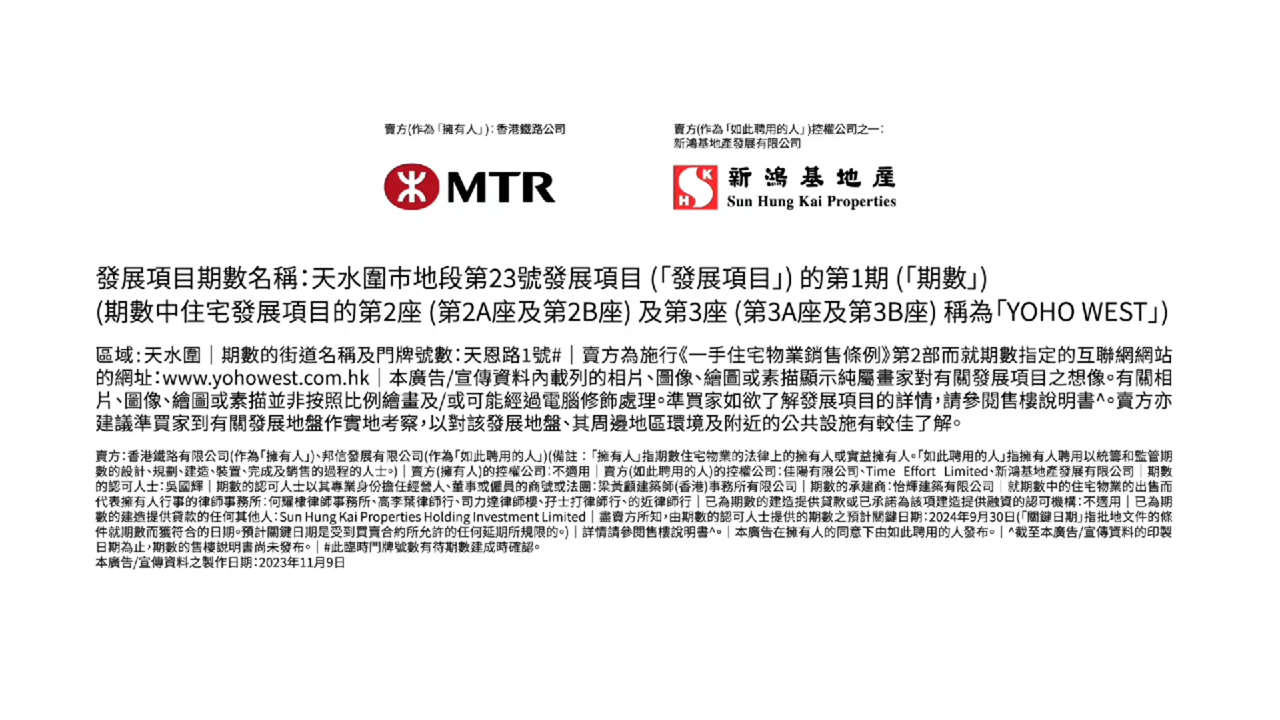 賣方(作為「擁有人」)：香港鐵路公司
賣方(作為「如此聘用的人」)控權公司之一：
新鴻基地產發展有限公司
MTR
SHK
新鴻基地產
Sun Hung Kai Properties
發展項目期數名稱：天水圍市地段第23號發展項目 (「發展項目」) 的第1期 (「期數」)
(期數中住宅發展項目的第2座 (第2A座及第2B座) 及第3座 (第3A座及第3B座) 稱為「YOHO WEST」)
區域：天水圍｜期數的街道名稱及門牌號數：天恩路1號#｜賣方為施行《一手住宅物業銷售條例》第2部而就期數指定的互聯網網站
的網址：www.yohowest.com.hk｜本廣告/宣傳資料內載列的相片、圖像、繪圖或素描顯示純屬畫家對有關發展項目之想像。有關相
片、圖像、繪圖或素描並非按照比例繪畫及/或可能經過電腦修飾處理。準買家如欲了解發展項目的詳情，請參閱售樓說明書^。賣方亦
建議準買家到有關發展地盤作實地考察，以對該發展地盤、其周邊地區環境及附近的公共設施有較佳了解。
賣方：香港鐵路有限公司(作為「擁有人」)、邦信發展有限公司(作為「如此聘用的人」)(備註：「擁有人」指期數住宅物業的法律上的擁有人或實益擁有人。「如此聘用的人」指擁有人聘用以統籌和監管期
數的設計、規劃、建造、裝置、完成及銷售的過程的人士。)｜賣方(擁有人)的控權公司：不適用｜賣方(如此聘用的人)的控權公司：佳陽有限公司、Time Effort Limited、新鴻基地產發展有限公司｜期數
的認可人士：吳國輝｜期數的認可人士以其專業身份擔任經營人、董事或僱員的商號或法團：梁黃顧建築師(香港)事務所有限公司｜期數的承建商：怡輝建築有限公司｜就期數中的住宅物業的出售而
代表擁有人行事的律師事務所：何耀棣律師事務所、高李葉律師行、司力達律師樓、孖士打律師行、的近律師行｜已為期數的建造提供貸款或已承諾為該項建造提供融資的認可機構：不適用｜已為期
數的建造提供貸款的任何其他人：Sun Hung Kai Properties Holding Investment Limited｜盡賣方所知，由期數的認可人士提供的期數之預計關鍵日期：2024年9月30日(「關鍵日期」指批地文件的條
件就期數而獲符合的日期。預計關鍵日期是受到買賣合約所允許的任何延期所規限的。)｜詳情請參閱售樓說明書^。｜本廣告在擁有人的同意下由如此聘用的人發布。｜^截至本廣告/宣傳資料的印製
日期為止，期數的售樓說明書尚未發布。｜#此臨時門牌號數有待期數建成時確認。
本廣告/宣傳資料之製作日期：2023年11月9日